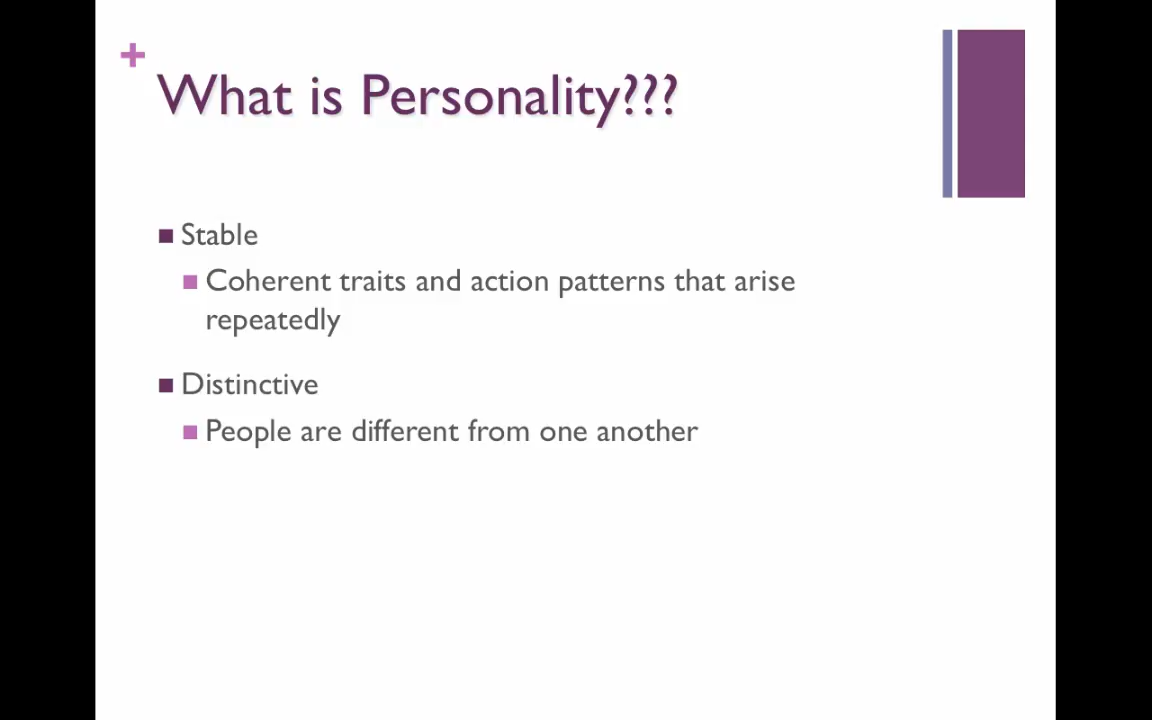 +
What is Personality???
Stable
Coherent traits and action patterns that arise
repeatedly
Distinctive
People are different from one another